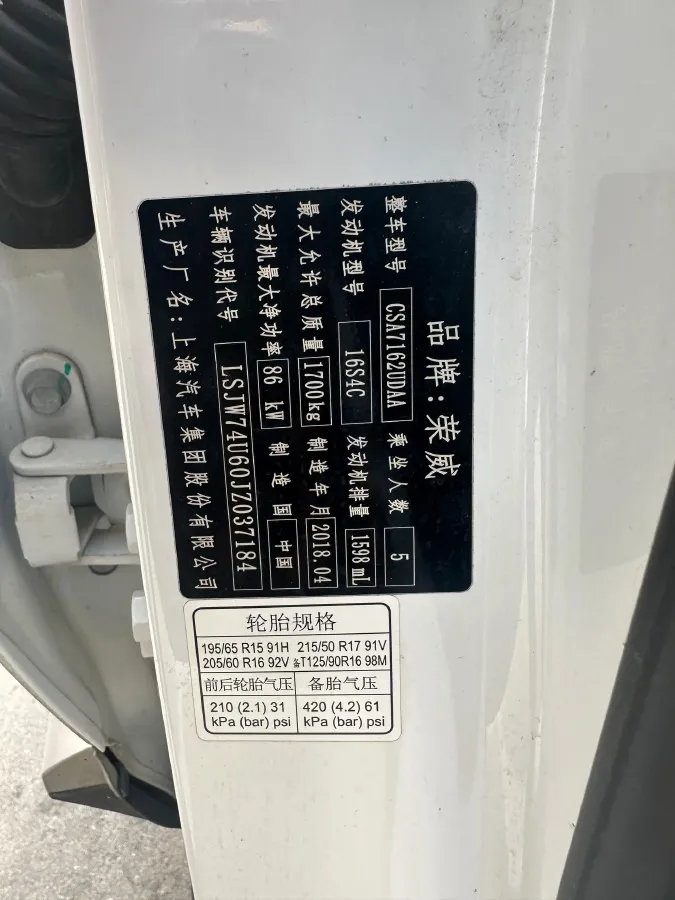 品牌：荣威
整车型号 CSA7162UDAA 乘坐人数 5
发动机型号 16S4C 发动机排量 1598mL
最大允许总质量 1700kg 制造年月 2018.04
发动机最大净功率 86 kW 制造国 中国
车辆识别代号 LSJW74U60JZ037184
生产厂名：上海汽车集团股份有限公司
轮胎规格
195/65 R15 91H 215/50 R17 91V
205/60 R16 92V 备T125/90R16 98M
前后轮胎气压 备胎气压
210 (2.1) 31 420 (4.2) 61
kPa (bar) psi kPa (bar) psi